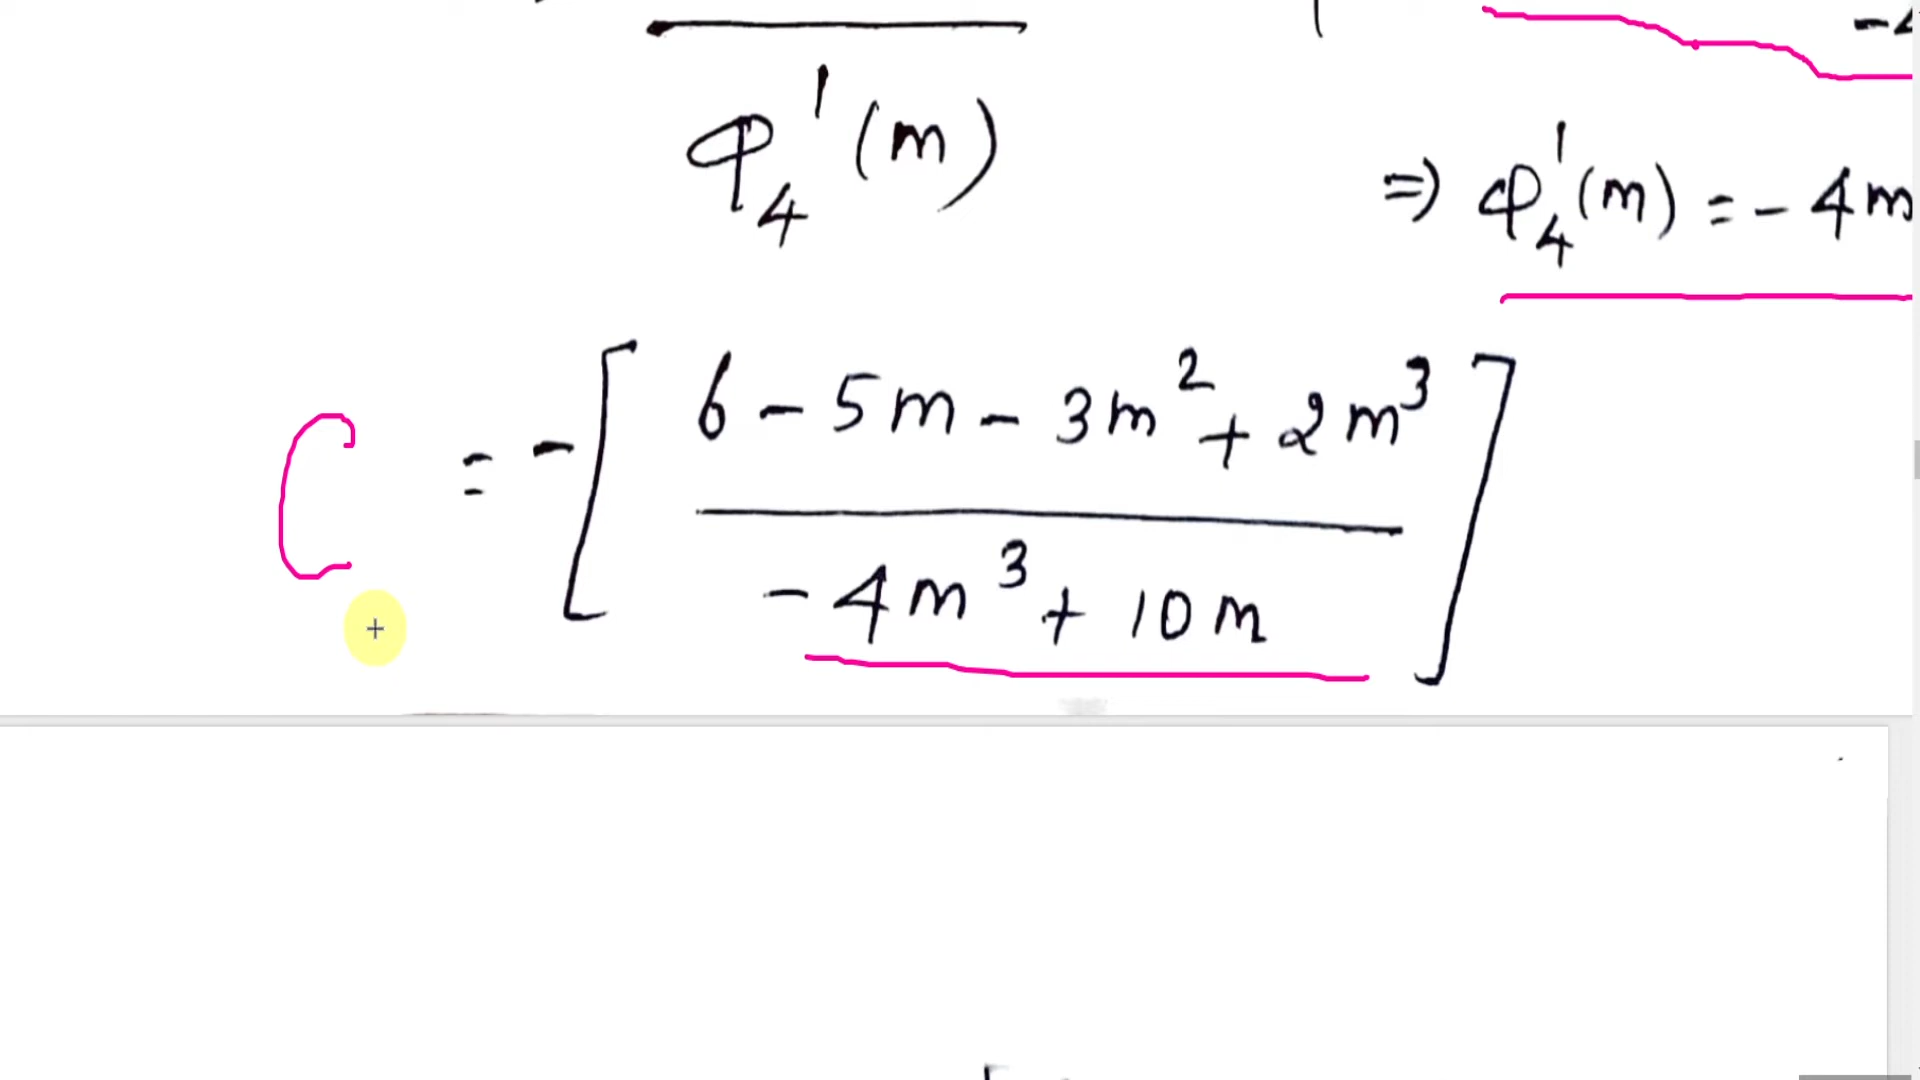 φ₄'(m)
⇒ φ₄'(m) = - 4m
C = - [ 6 - 5m - 3m² + 2m³
- 4m³ + 10m ]